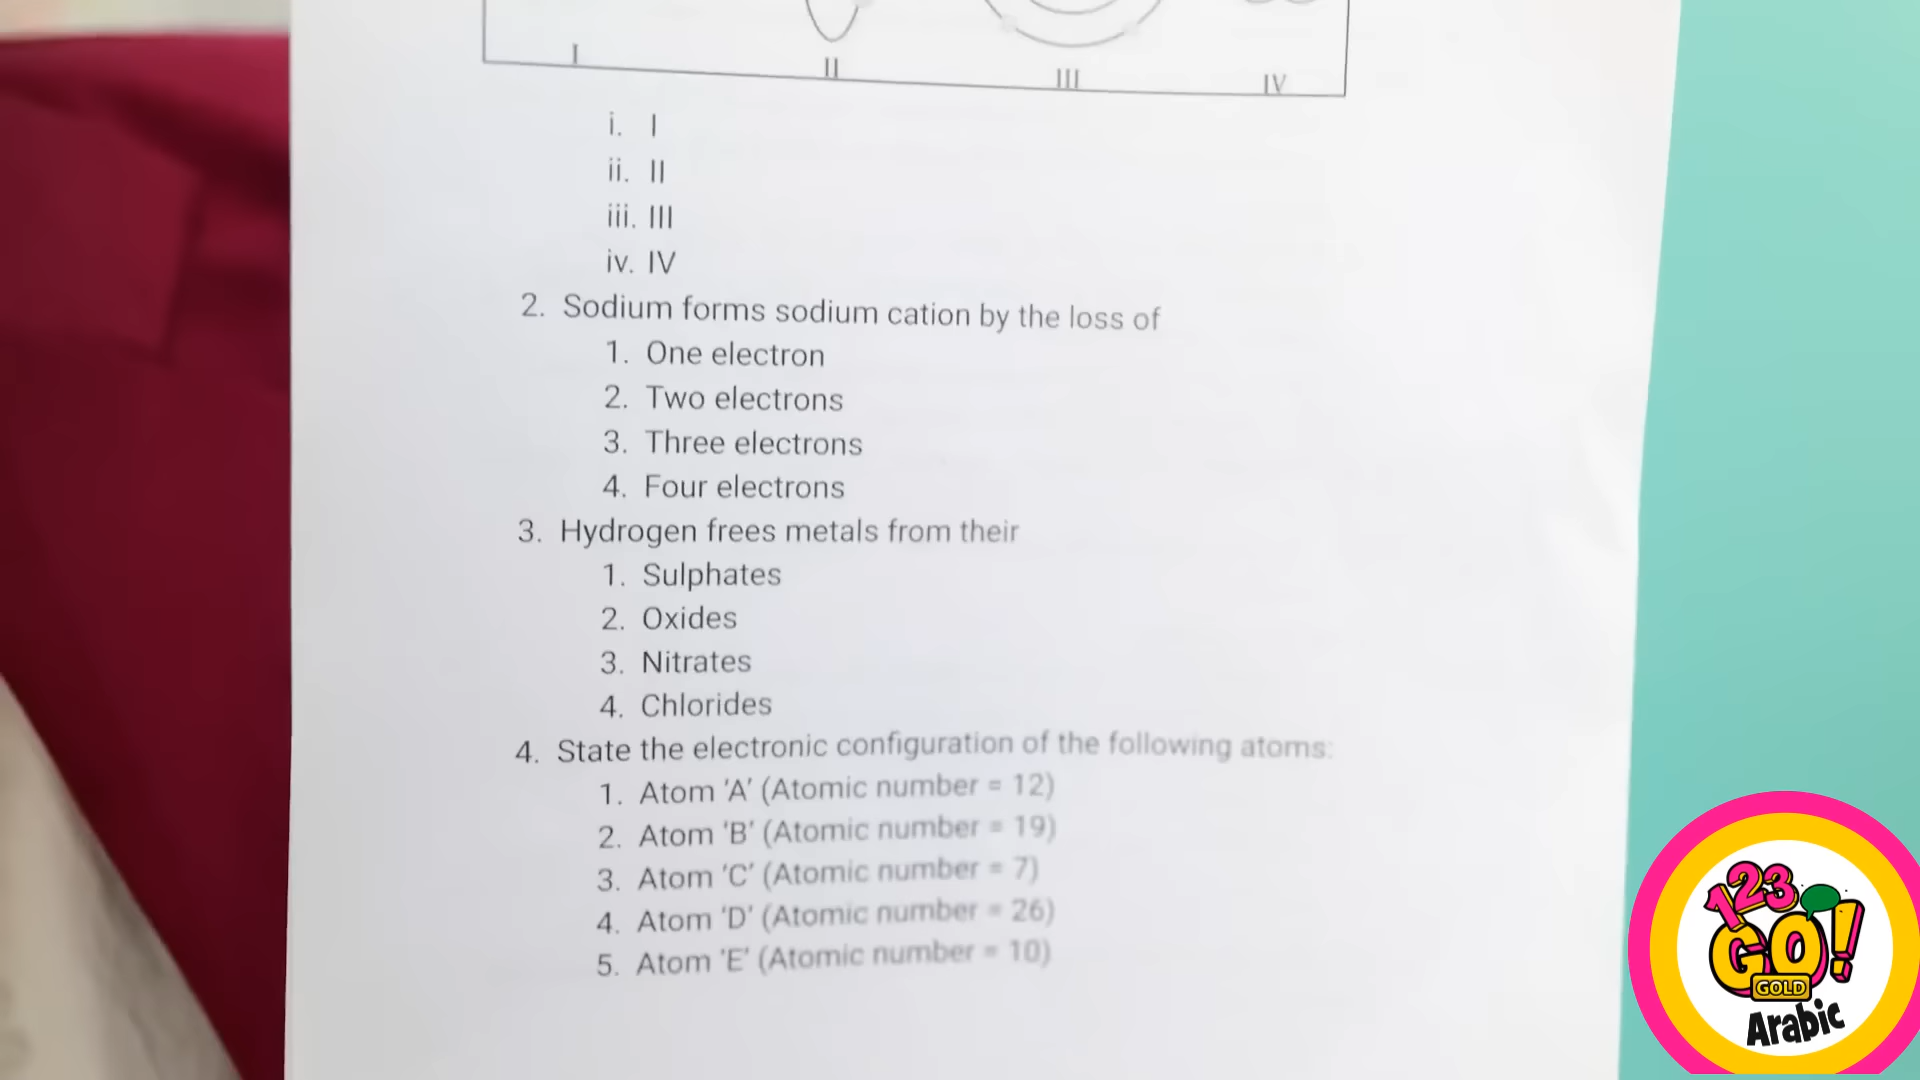 I II III IV
i. I
ii. II
iii. III
iv. IV
2. Sodium forms sodium cation by the loss of
1. One electron
2. Two electrons
3. Three electrons
4. Four electrons
3. Hydrogen frees metals from their
1. Sulphates
2. Oxides
3. Nitrates
4. Chlorides
4. State the electronic configuration of the following atoms:
1. Atom 'A' (Atomic number = 12)
2. Atom 'B' (Atomic number = 19)
3. Atom 'C' (Atomic number = 7)
4. Atom 'D' (Atomic number = 26)
5. Atom 'E' (Atomic number = 10)
123
GO!
GOLD
Arabic